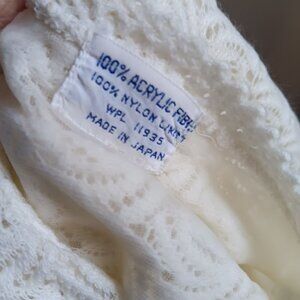 100% ACRYLIC FIBER
100% NYLON LINING
WPL 11935
MADE IN JAPAN